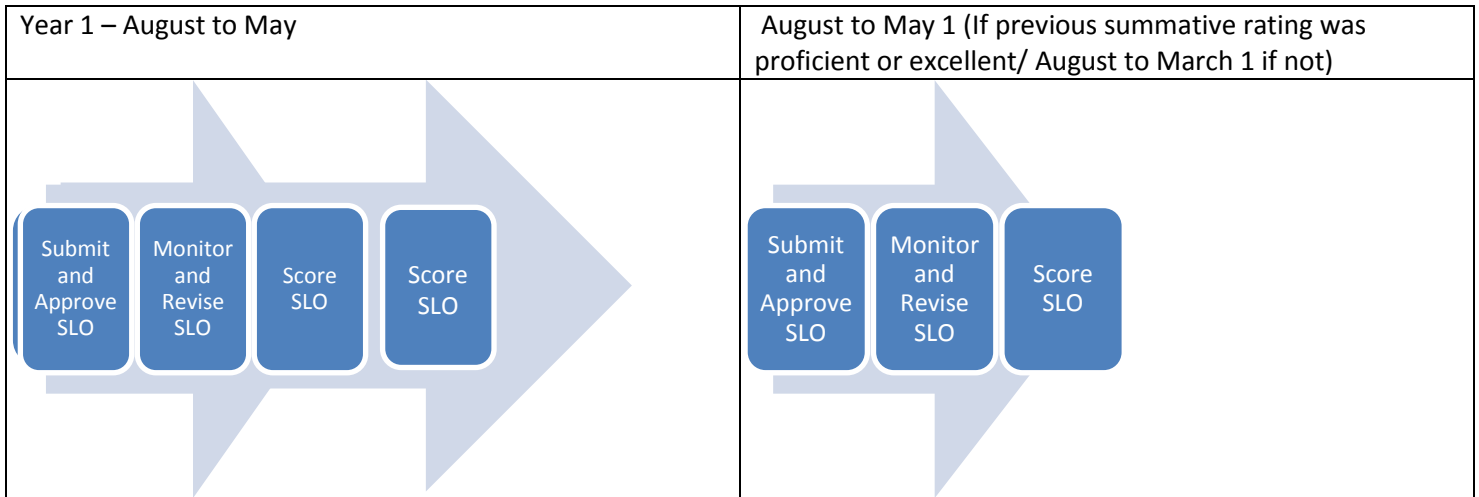 Year 1 – August to May
August to May 1 (If previous summative rating was
proficient or excellent/ August to March 1 if not)
Submit
and
Approve
SLO
Monitor
and
Revise
SLO
Score
SLO
Score
SLO
Submit
and
Approve
SLO
Monitor
and
Revise
SLO
Score
SLO